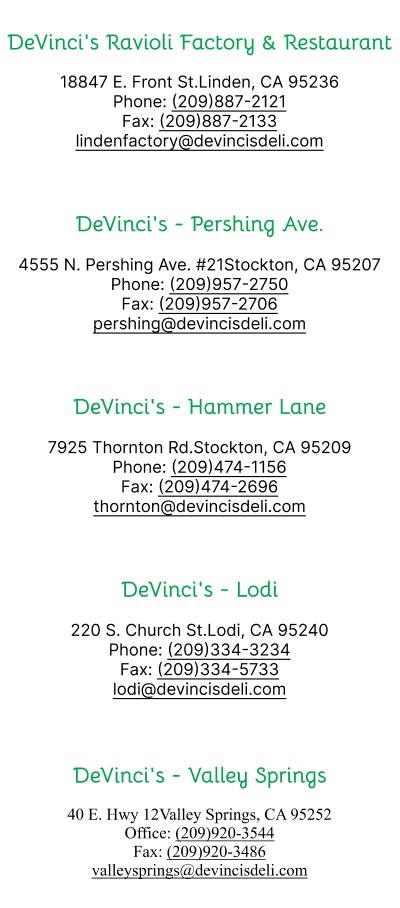 DeVinci's Ravioli Factory & Restaurant
18847 E. Front St.Linden, CA 95236
Phone: (209)887-2121
Fax: (209)887-2133
lindenfactory@devincisdeli.com
DeVinci's - Pershing Ave.
4555 N. Pershing Ave. #21Stockton, CA 95207
Phone: (209)957-2750
Fax: (209)957-2706
pershing@devincisdeli.com
DeVinci's - Hammer Lane
7925 Thornton Rd.Stockton, CA 95209
Phone: (209)474-1156
Fax: (209)474-2696
thornton@devincisdeli.com
DeVinci's - Lodi
220 S. Church St.Lodi, CA 95240
Phone: (209)334-3234
Fax: (209)334-5733
lodi@devincisdeli.com
DeVinci's - Valley Springs
40 E. Hwy 12Valley Springs, CA 95252
Office: (209)920-3544
Fax: (209)920-3486
valleysprings@devincisdeli.com